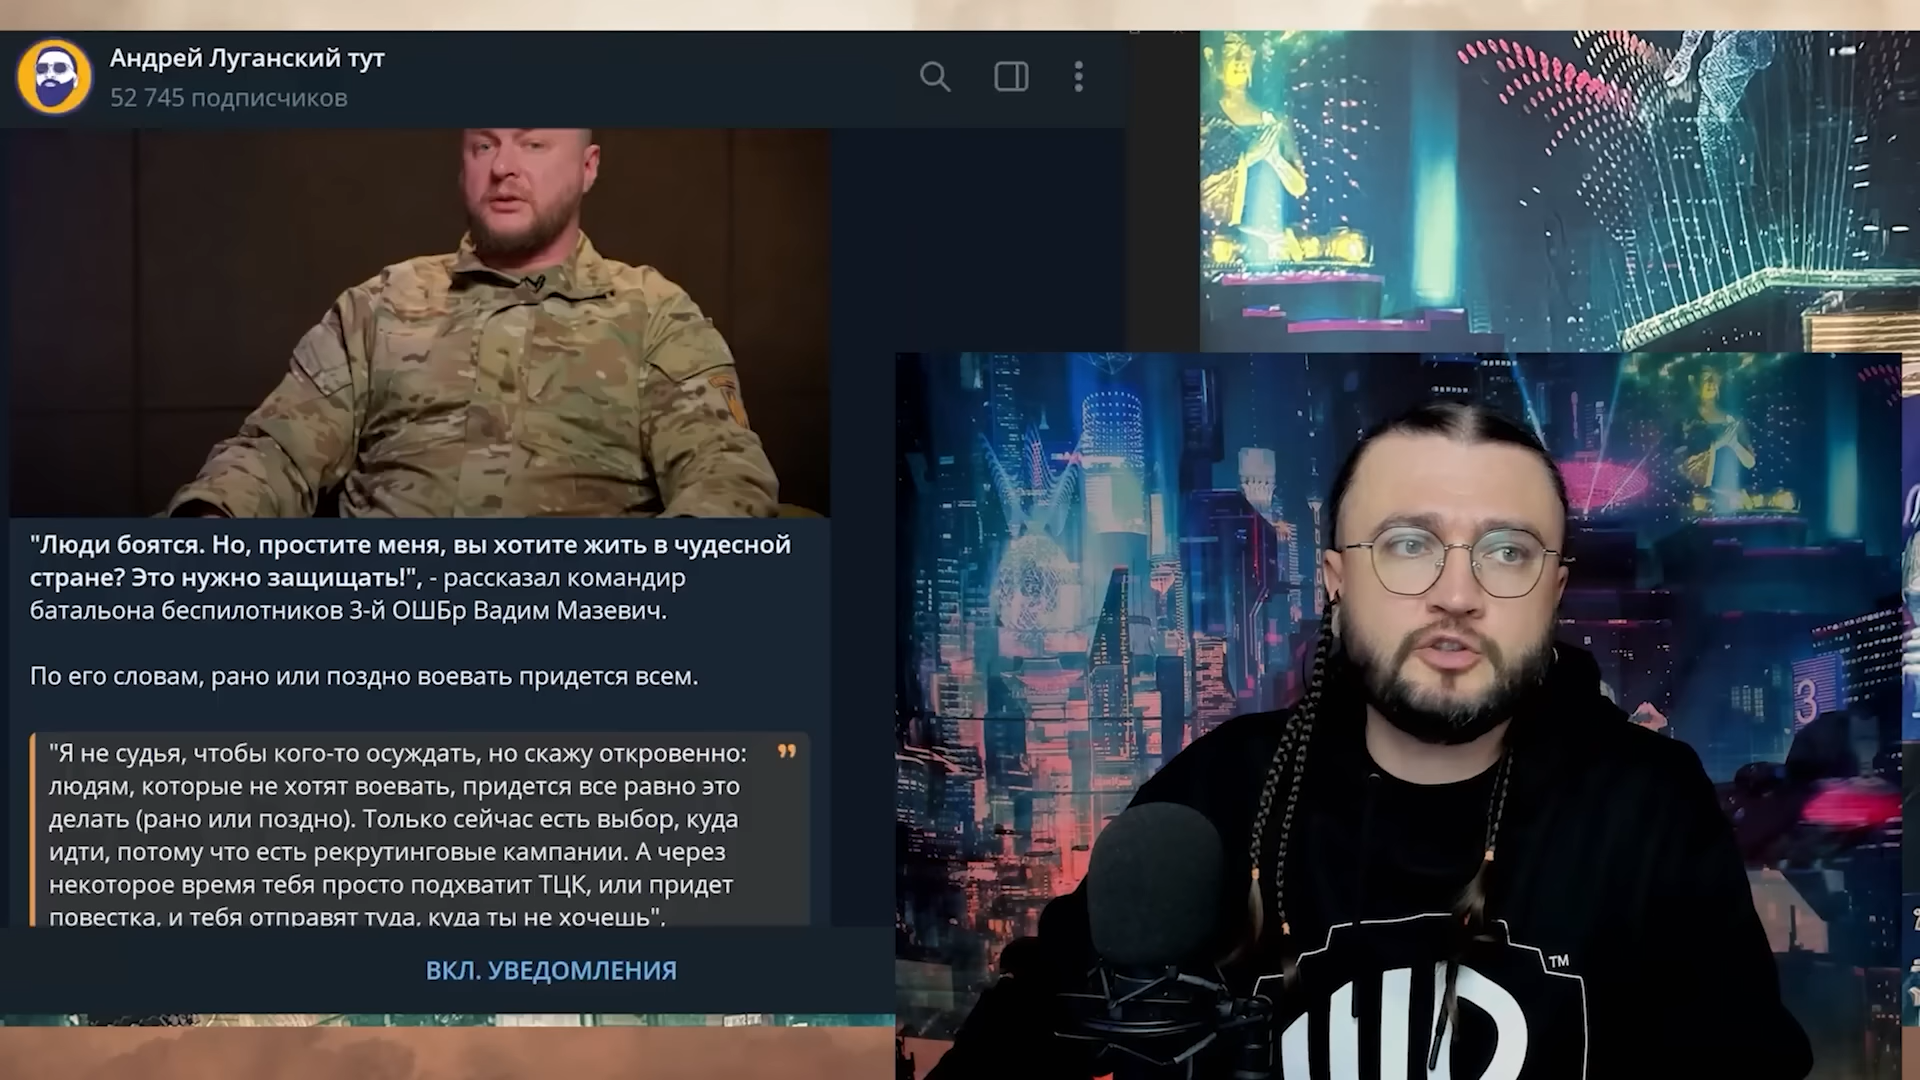 Андрей Луганский тут
52 745 подписчиков
"Люди боятся. Но, простите меня, вы хотите жить в чудесной
стране? Это нужно защищать!", - рассказал командир
батальона беспилотников 3-й ОШБр Вадим Мазевич.
По его словам, рано или поздно воевать придется всем.
"Я не судья, чтобы кого-то осуждать, но скажу откровенно:
людям, которые не хотят воевать, придется все равно это
делать (рано или поздно). Только сейчас есть выбор, куда
идти, потому что есть рекрутинговые кампании. А через
некоторое время тебя просто подхватит ТЦК, или придет
повестка, и тебя отправят туда, куда ты не хочешь",
ВКЛ. УВЕДОМЛЕНИЯ
3
TM